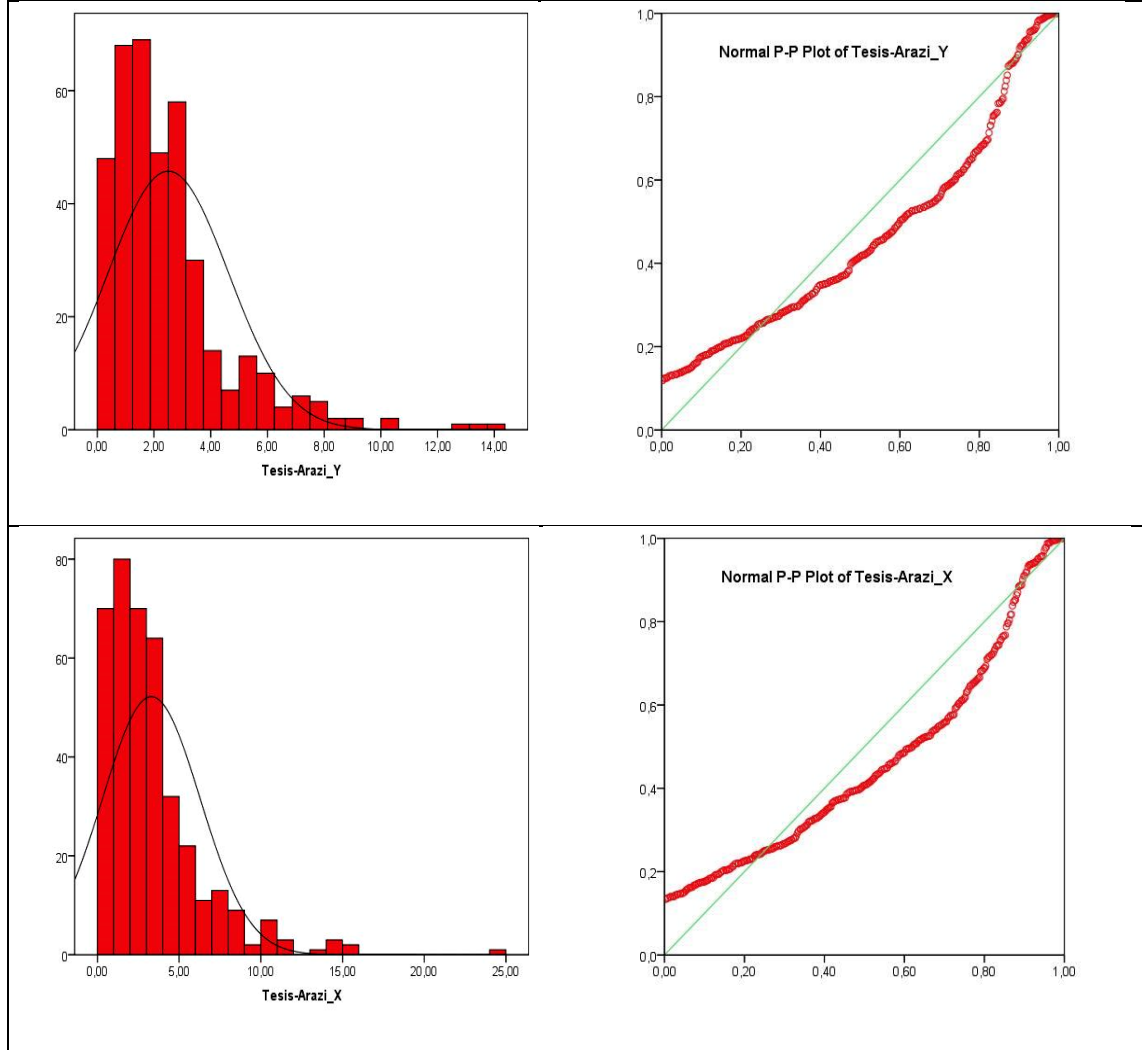 60
40
20
0
0,00 2,00 4,00 6,00 8,00 10,00 12,00 14,00
Tesis-Arazi_Y
Normal P-P Plot of Tesis-Arazi_Y
1,0
0,8
0,6
0,4
0,2
0,0
0,00 0,20 0,40 0,60 0,80 1,00
80
60
40
20
0
0,00 5,00 10,00 15,00 20,00 25,00
Tesis-Arazi_X
Normal P-P Plot of Tesis-Arazi_X
1,0
0,8
0,6
0,4
0,2
0,0
0,00 0,20 0,40 0,60 0,80 1,00